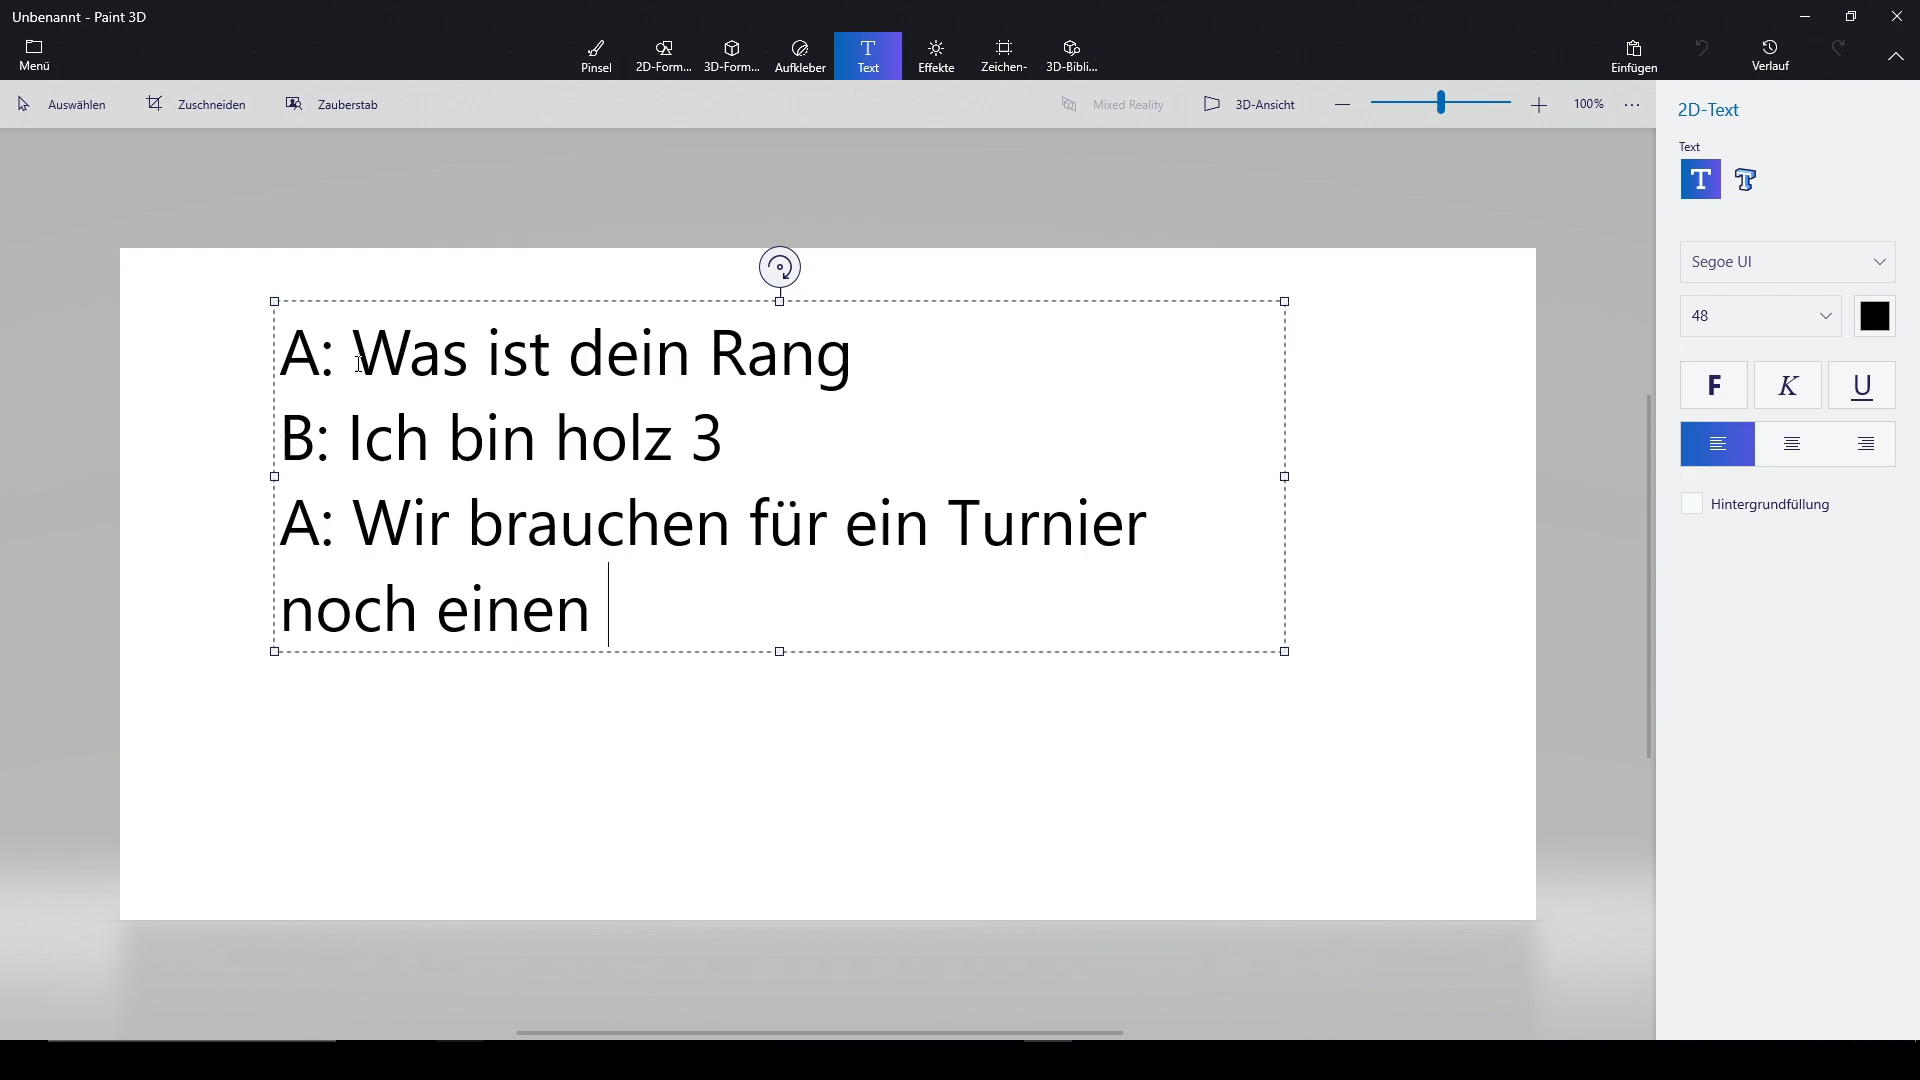 Unbenannt - Paint 3D
Menü
Pinsel
2D-Form...
3D-Form...
Aufkleber
Text
Effekte
Zeichen-
3D-Bibli...
Einfügen
Verlauf
Auswählen
Zuschneiden
Zauberstab
Mixed Reality
3D-Ansicht
100%
2D-Text
Text
T
T
Segoe UI
48
F
K
U
Hintergrundfüllung
A: Was ist dein Rang
B: Ich bin holz 3
A: Wir brauchen für ein Turnier
noch einen